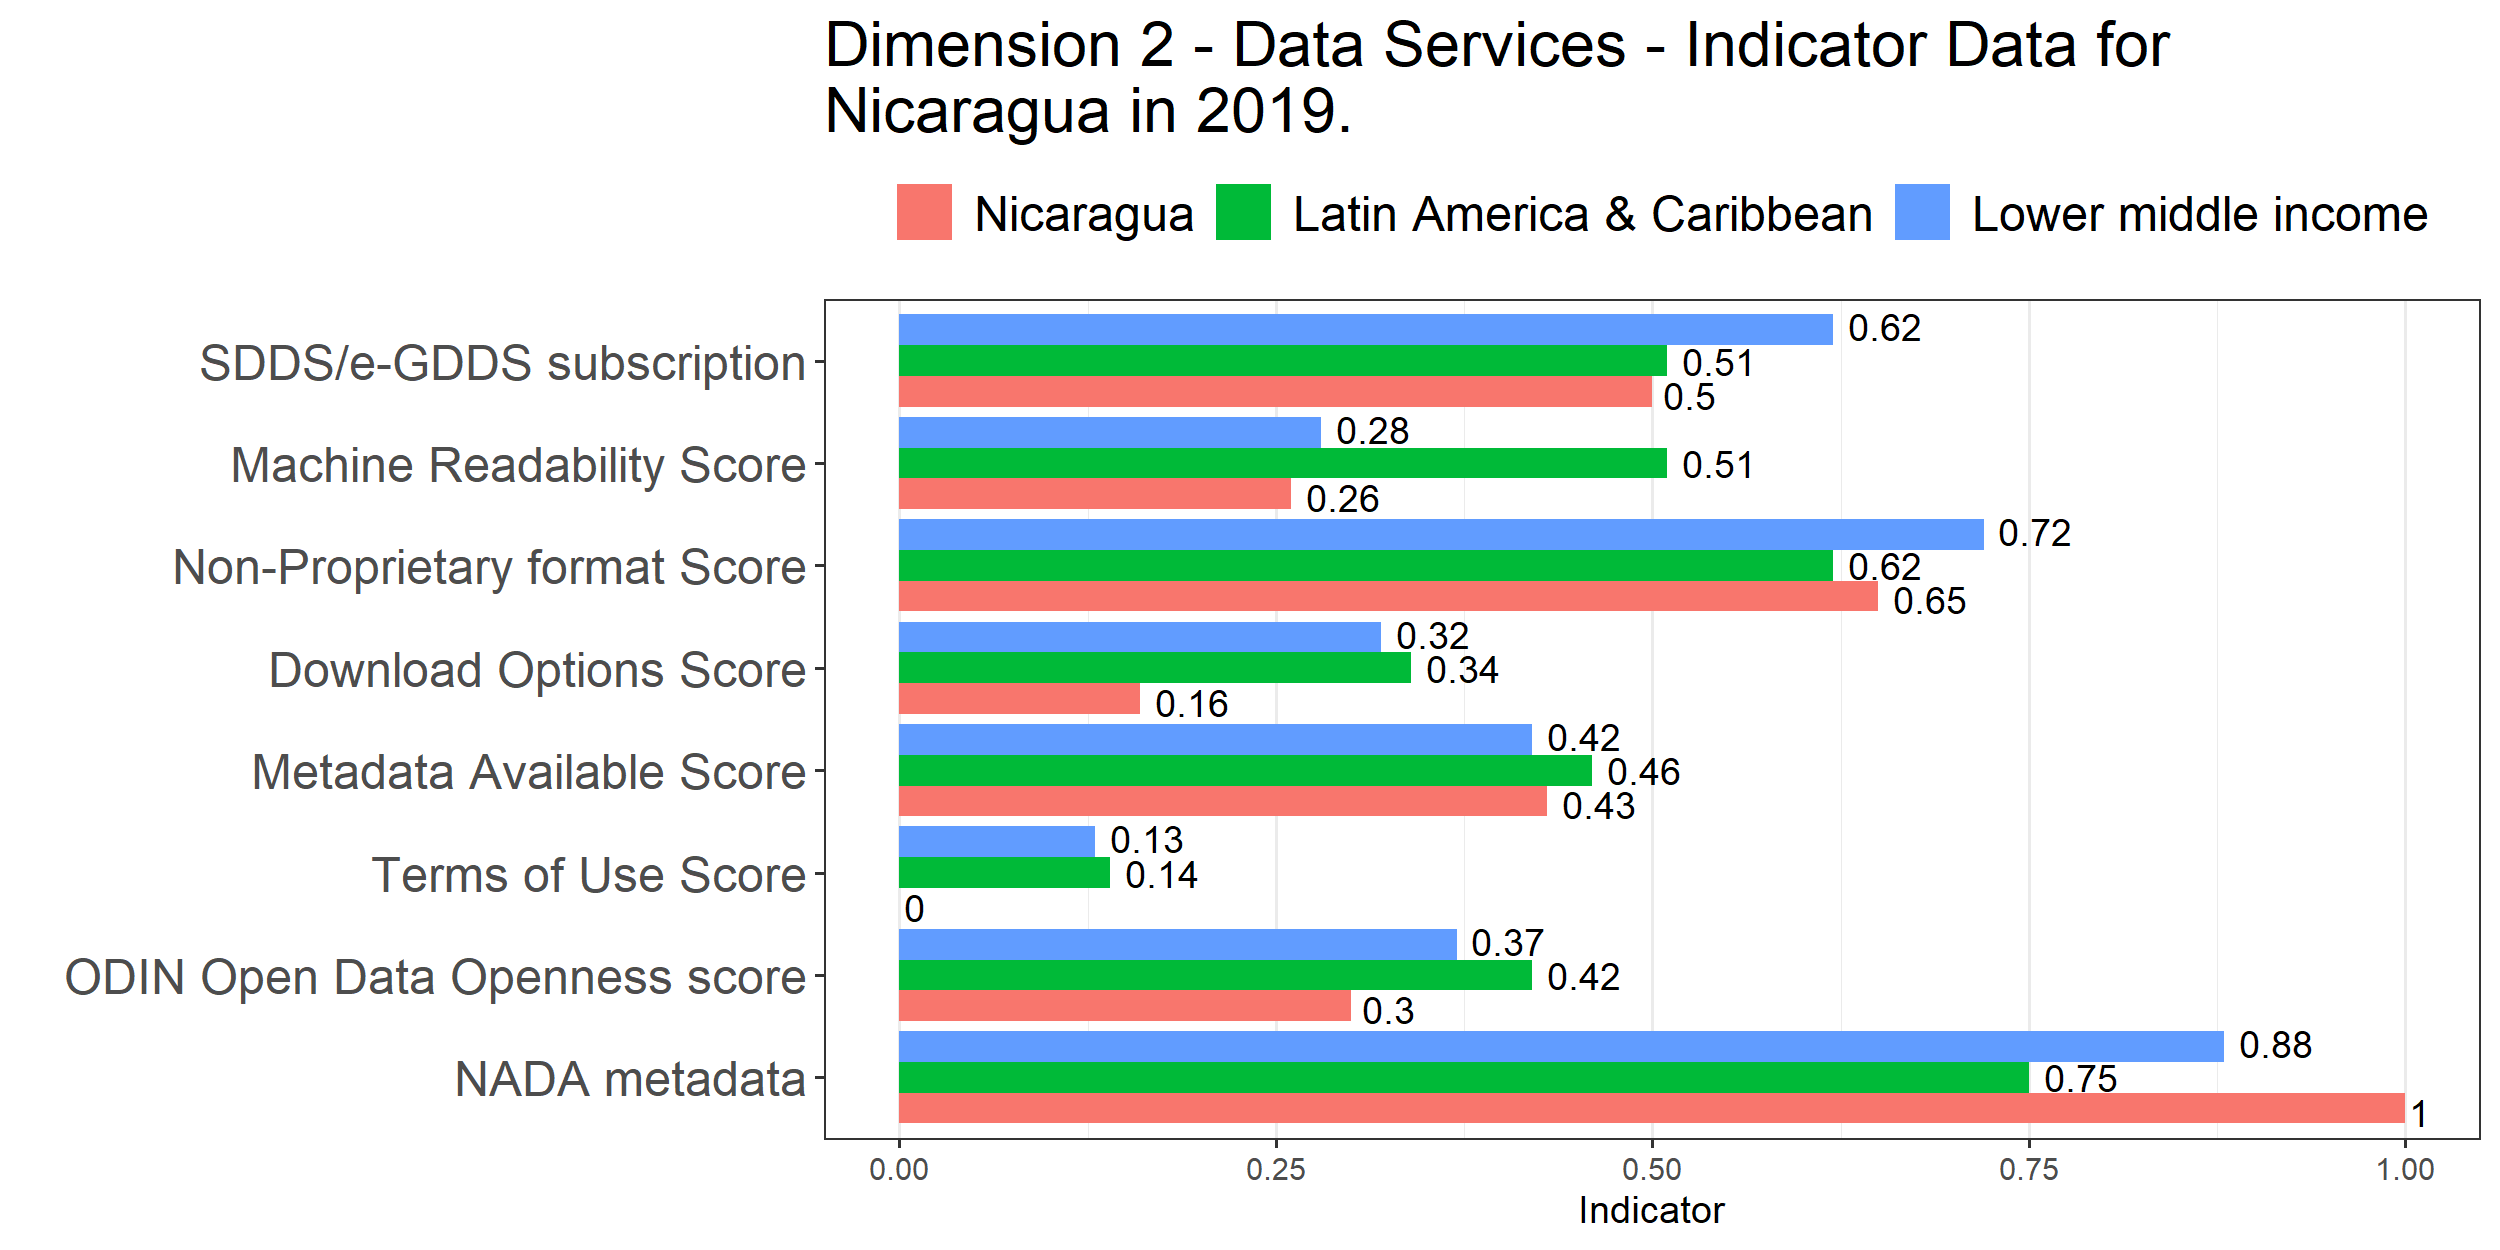 Dimension 2 - Data Services - Indicator Data for
Nicaragua in 2019.
Nicaragua
Latin America & Caribbean
Lower middle income
SDDS/e-GDDS subscription
0.62
0.51
0.5
Machine Readability Score
0.28
0.51
0.26
Non-Proprietary format Score
0.72
0.62
0.65
Download Options Score
0.32
0.34
0.16
Metadata Available Score
0.42
0.46
0.43
Terms of Use Score
0.13
0.14
0
ODIN Open Data Openness score
0.37
0.42
0.3
NADA metadata
0.88
0.75
1
0.00
0.25
0.50
0.75
1.00
Indicator